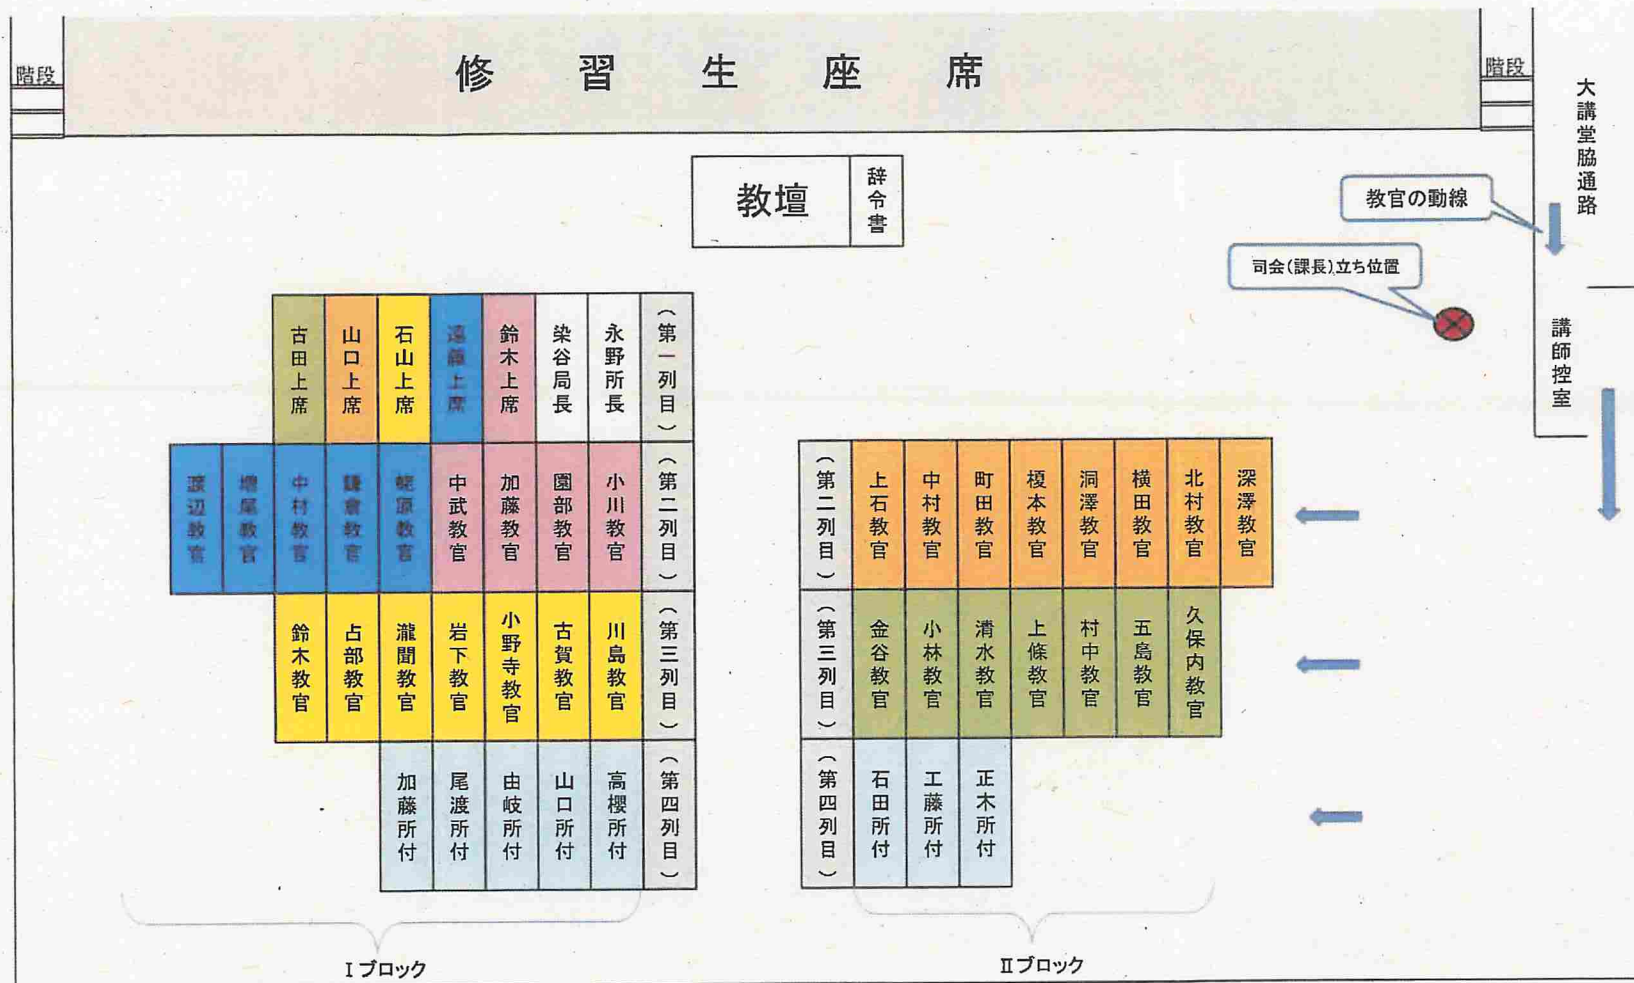 修習生座席
階段
階段
大講堂脇通路
教壇
辞令書
教官の動線
司会(課長)立ち位置
講師控室
古田上席
山口上席
石山上席
遠藤上席
鈴木上席
染谷局長
永野所長
(第一列目)
渡辺教官
増尾教官
中村教官
鎌倉教官
蛯原教官
中武教官
加藤教官
園部教官
小川教官
(第二列目)
鈴木教官
占部教官
瀧聞教官
岩下教官
小野寺教官
古賀教官
川島教官
(第三列目)
加藤所付
尾渡所付
由岐所付
山口所付
高櫻所付
(第四列目)
(第二列目)
上石教官
中村教官
町田教官
榎本教官
洞澤教官
横田教官
北村教官
深澤教官
(第三列目)
金谷教官
小林教官
清水教官
上條教官
村中教官
五島教官
久保内教官
(第四列目)
石田所付
工藤所付
正木所付
Ⅰブロック
Ⅱブロック